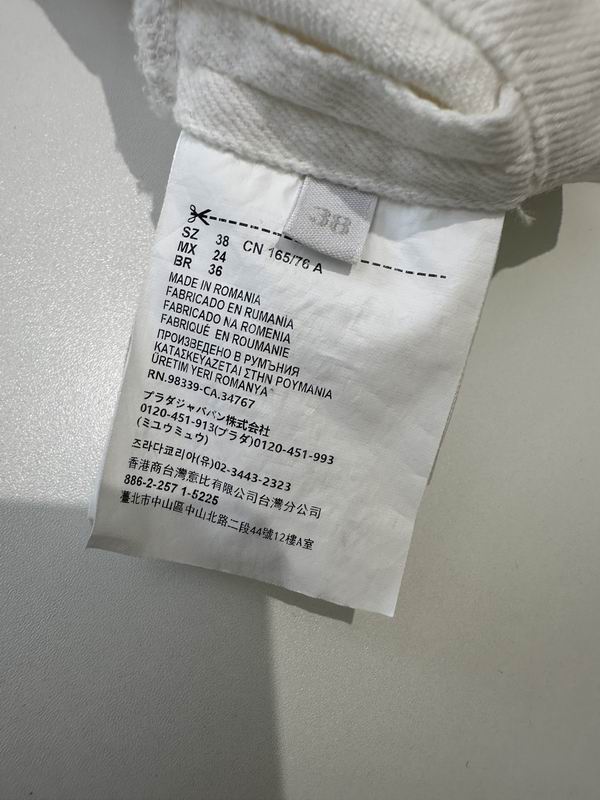 38
SZ 38 CN 165/76 A
MX 24
BR 36
MADE IN ROMANIA
FABRICADO EN RUMANÍA
FABRICADO NA ROMENIA
FABRIQUÉ EN ROUMANIE
ПРОИЗВЕДЕНО В РУМЪНИЯ
ΚΑΤΑΣΚΕΥΑΖΕΤΑΙ ΣΤΗΝ ΡΟΥΜΑΝΙΑ
ÜRETIM YERI ROMANYA
RN.98339-CA.34767
プラダジャパバン株式会社
0120-451-913(プラダ)0120-451-993
(ミユウミュウ)
즈라다코리아(유)02-3443-2323
香港商台灣意比有限公司台灣分公司
886-2-257 1-5225
臺北市中山區中山北路二段44號12樓A室